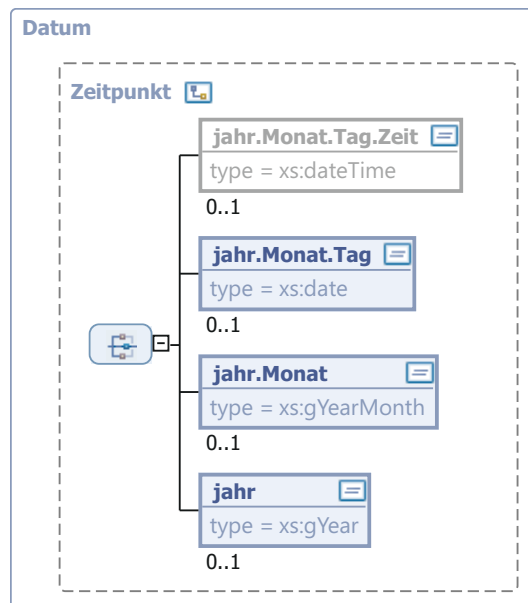 Datum
Zeitpunkt
jahr.Monat.Tag.Zeit
type = xs:dateTime
0..1
jahr.Monat.Tag
type = xs:date
0..1
jahr.Monat
type = xs:gYearMonth
0..1
jahr
type = xs:gYear
0..1